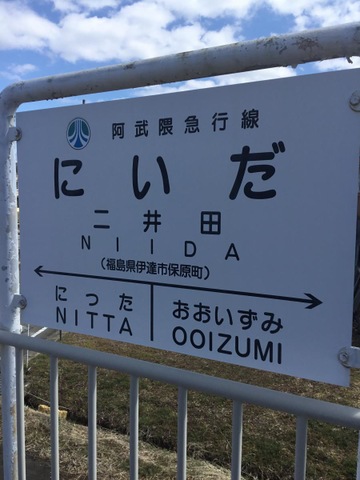 阿武隈急行線
にいだ
二井田
NIIDA
(福島県伊達市保原町)
にった
NITTA
おおいずみ
OOIZUMI